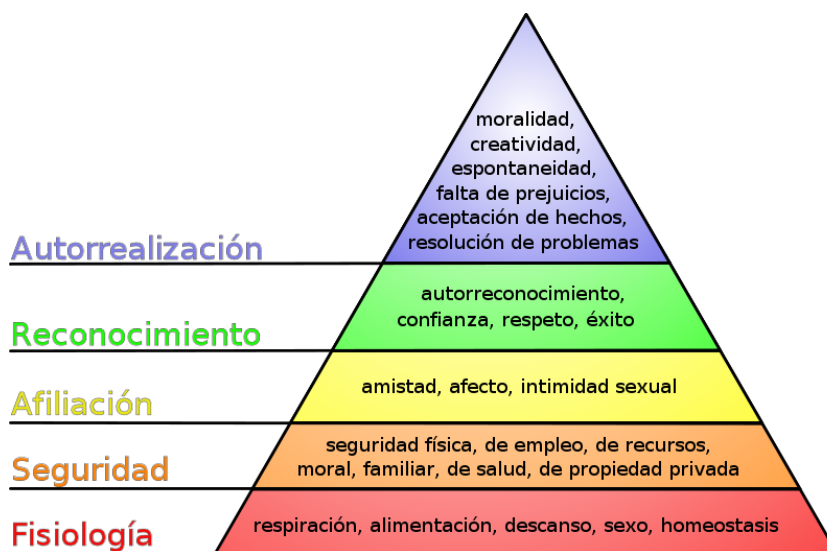 moralidad,
creatividad,
espontaneidad,
falta de prejuicios,
aceptación de hechos,
resolución de problemas
Autorrealización
autorreconocimiento,
confianza, respeto, éxito
Reconocimiento
amistad, afecto, intimidad sexual
Afiliación
seguridad física, de empleo, de recursos,
moral, familiar, de salud, de propiedad privada
Seguridad
respiración, alimentación, descanso, sexo, homeostasis
Fisiología